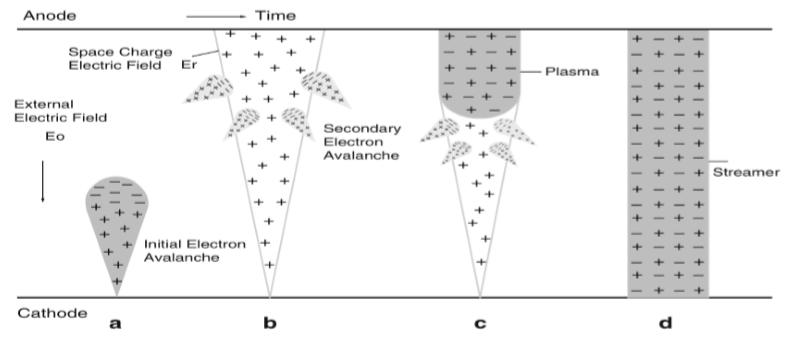 Anode
Time
Space Charge
Electric Field Er
External
Electric Field
Eo
Plasma
Secondary
Electron
Avalanche
Streamer
Initial Electron
Avalanche
Cathode
a
b
c
d